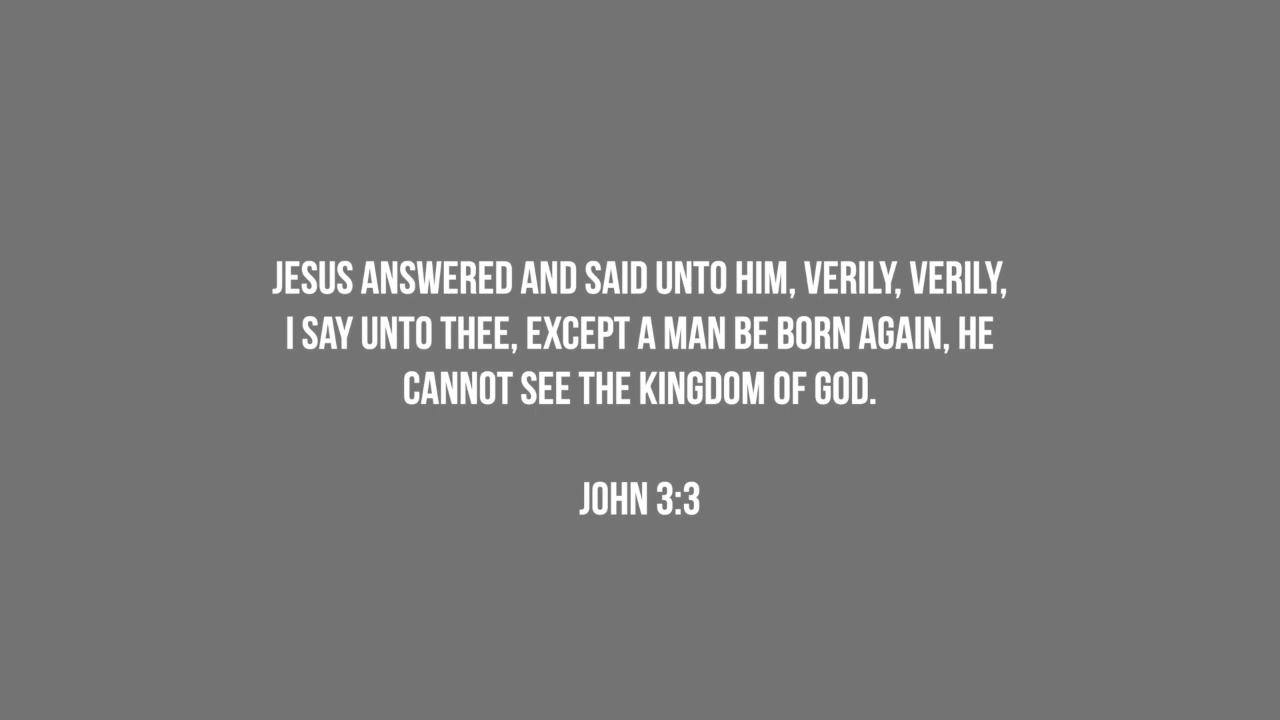 JESUS ANSWERED AND SAID UNTO HIM, VERILY, VERILY,
I SAY UNTO THEE, EXCEPT A MAN BE BORN AGAIN, HE
CANNOT SEE THE KINGDOM OF GOD.
JOHN 3:3